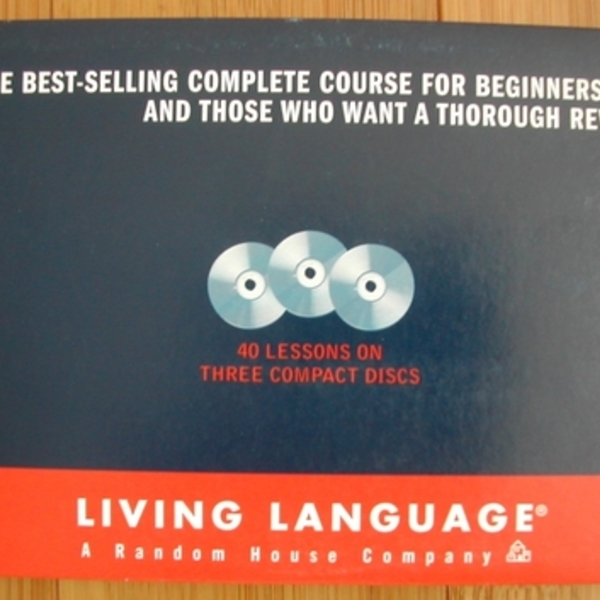 E BEST-SELLING COMPLETE COURSE FOR BEGINNERS
AND THOSE WHO WANT A THOROUGH RE
40 LESSONS ON
THREE COMPACT DISCS
LIVING LANGUAGE®
A Random House Company